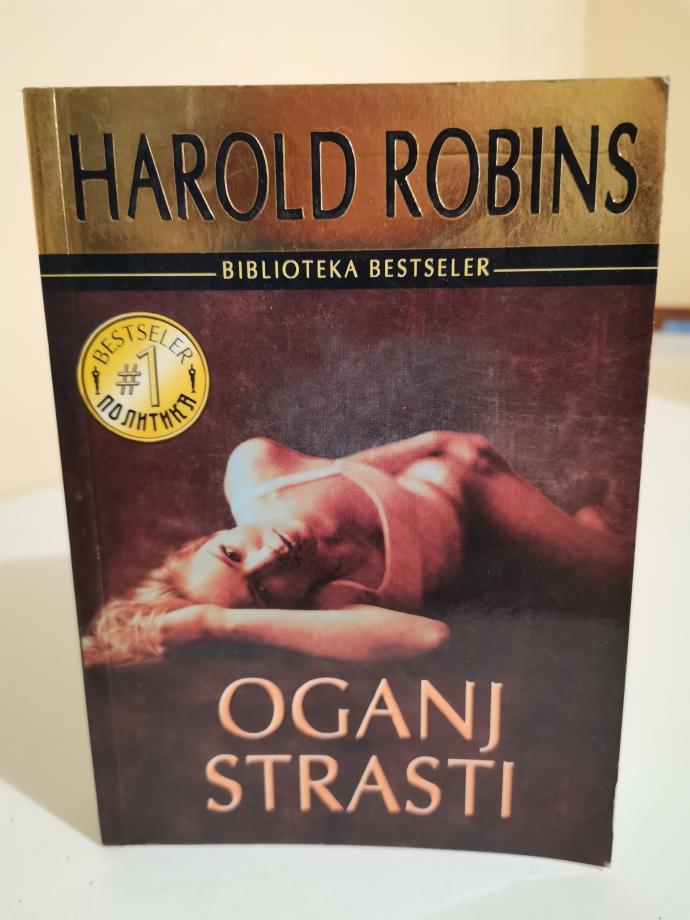 HAROLD ROBINS
BIBLIOTEKA BESTSELER
BESTSELER
#1
ПОЛИТИКА
OGANJ
STRASTI